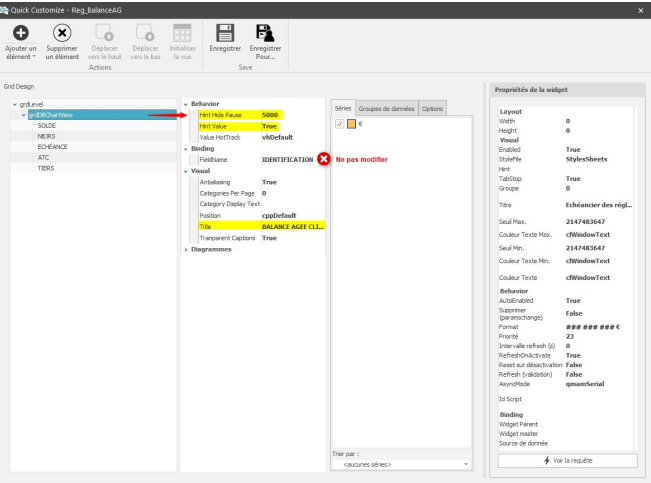 Quick Customize - Reg_BalanceAG
×
Ajouter un élément
Supprimer un élément
Déplacer vers le haut
Déplacer vers le bas
Initialiser la vue
Enregistrer
Enregistrer Pour...
Actions
Save
Grid Design
grdLevel
grdDBChartView
SOLDE
NBJRS
ECHEANCE
ATC
TIERS
Behavior
Hint Hide Pause 5000
Hint Value True
Value HotTrack vhDefault
Binding
FieldName IDENTIFICATION
Visual
Antialiasing True
Categories Per Page 0
Category Display Text
Position cppDefault
Title BALANCE AGEE CLI...
Tranparent Captions True
Diagrammes
Séries Groupes de données Options
€
Ne pas modifier
Trier par :
<aucunes séries>
Propriétés de la widget
Layout
Width 0
Height 0
Visual
Enabled True
StyleFile StylesSheets
Hint
TabStop True
Groupe 0
Titre Echéancier des régl...
Seuil Max. 2147483647
Couleur Texte Max. clWindowText
Seuil Min. 2147483647
Couleur Texte Min. clWindowText
Couleur Texte clWindowText
Behavior
AutoEnabled True
Supprimer (paramschange) False
Format ### ### ### €
Priorité 23
Intervalle refresh (s) 0
RefreshOnActivate True
Reset sur désactivation False
Refresh (validation) False
AsyncMode qmamSerial
Id Script
Binding
Widget Parent
Widget master
Source de donnée
Voir la requête